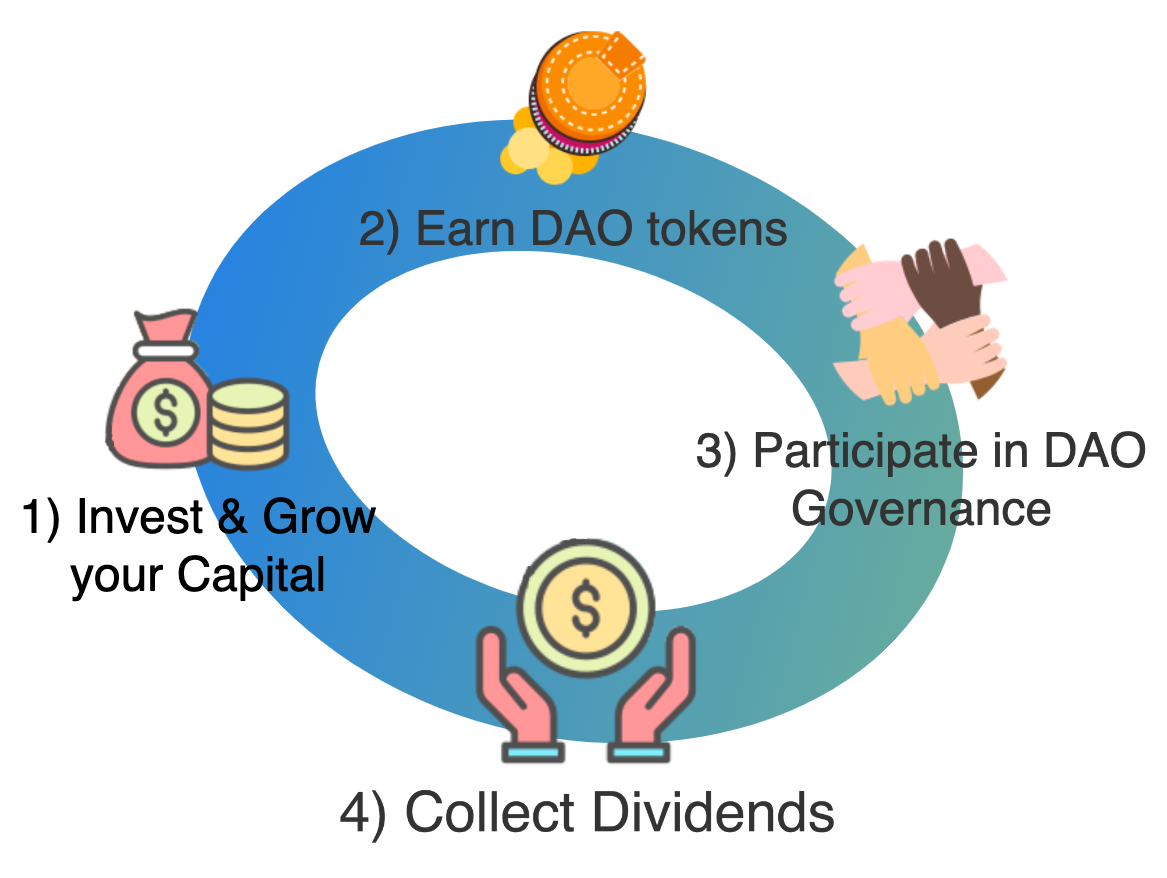 2) Earn DAO tokens
3) Participate in DAO
Governance
1) Invest & Grow
your Capital
$
$
4) Collect Dividends